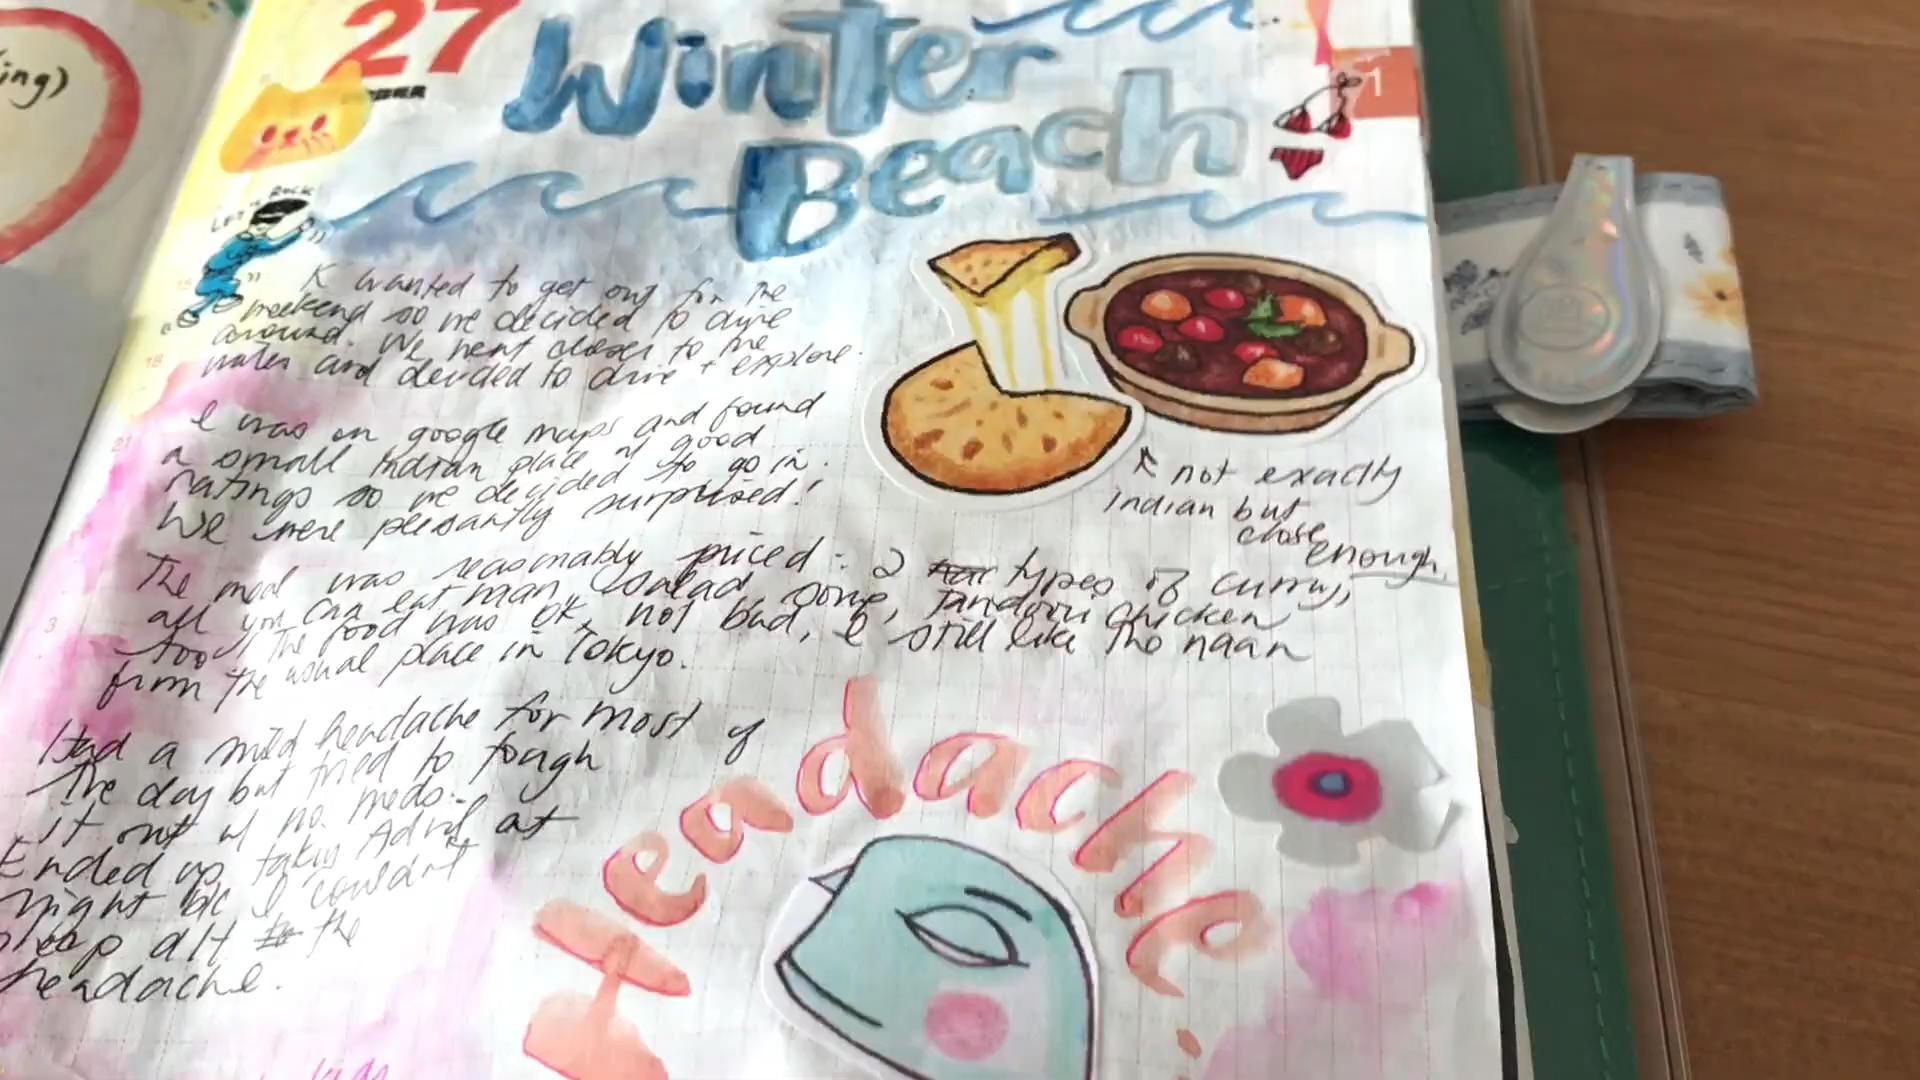 ing)
27
Winter
Beach
1
LET'S ROCK
K wanted to get out for the
weekend so we decided to drive
around. We went closer to the
water and decided to drive + explore.
I was on google maps and found
a small Indian place w/ good
ratings so we decided to go in.
We were plesantly surprised!
↖ not exactly
indian but
close
enough.
The meal was reasonably priced: 2 types of curry,
all you can eat naan, salad, soup, Tandoori Chicken
too! The food was ok, not bad, I still like the naan
from the usual place in Tokyo.
Had a mild headache for most of
the day but tried to tough
it out w/ no meds.
Ended up takin Advil at
night b/c I couldn't
sleep d/t the
headache.
Headache.